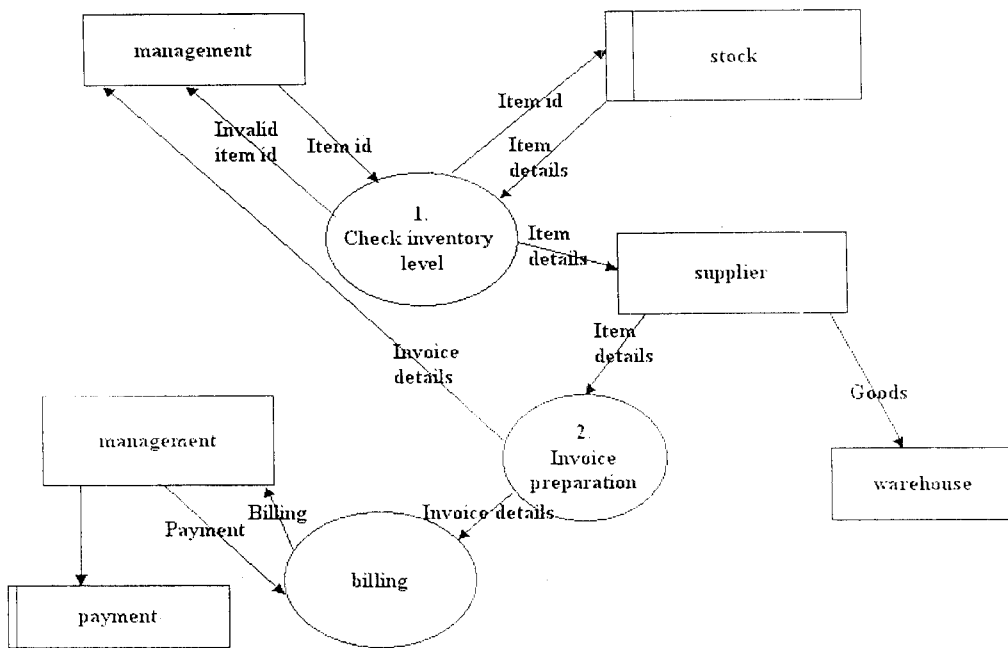 management
stock
Item id
Invalid
item id
Item id
Item
details
1.
Check inventory
level
Item
details
supplier
Item
details
Invoice
details
Goods
management
2.
Invoice
preparation
warehouse
Billing
Invoice details
Payment
billing
payment